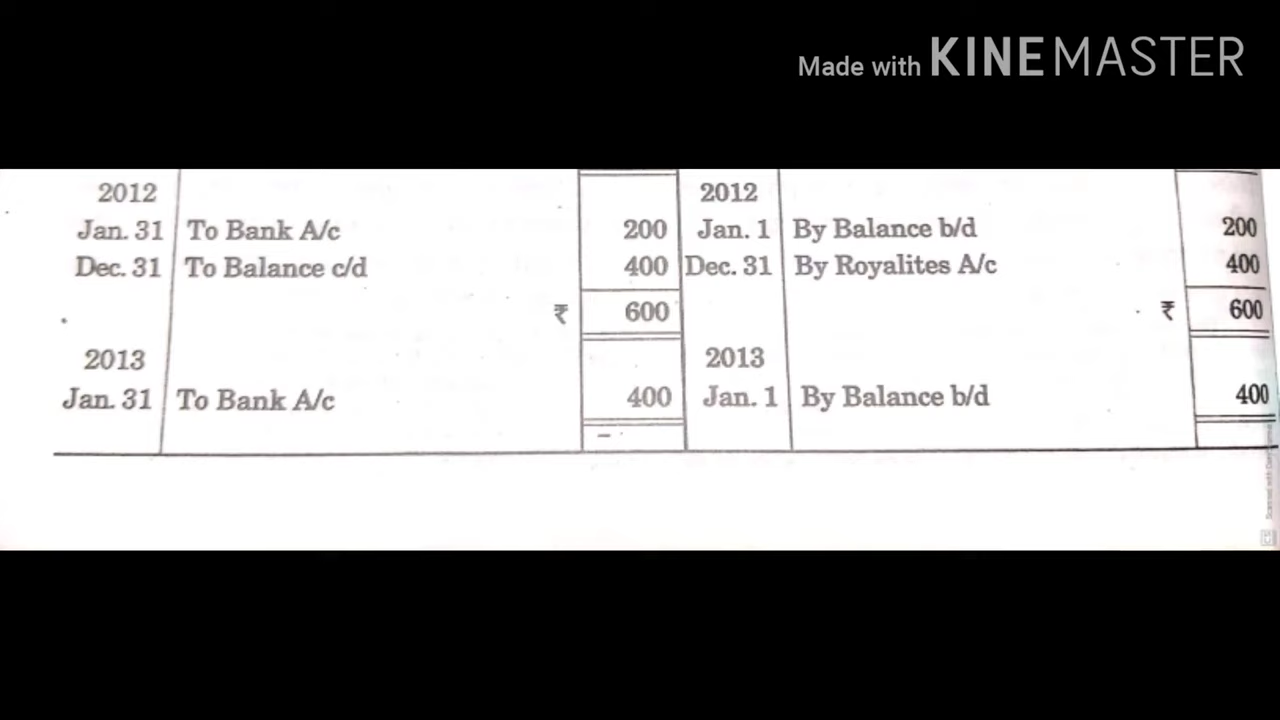 Made with KINEMASTER
2012 2012
Jan. 31 To Bank A/c 200 Jan. 1 By Balance b/d 200
Dec. 31 To Balance c/d 400 Dec. 31 By Royalites A/c 400
₹ 600 ₹ 600
2013 2013
Jan. 31 To Bank A/c 400 Jan. 1 By Balance b/d 400